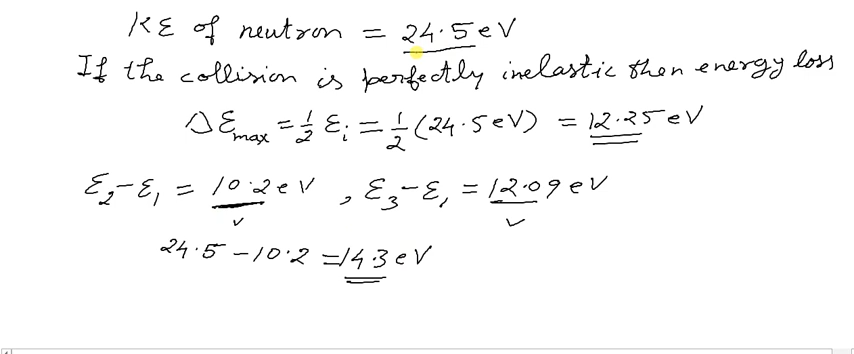 KE of neutron = 24.5 eV
If the collision is perfectly inelastic then energy loss
ΔE_max = 1/2 E_i = 1/2 (24.5 eV) = 12.25 eV
E_2 - E_1 = 10.2 eV , E_3 - E_1 = 12.09 eV
24.5 - 10.2 = 14.3 eV